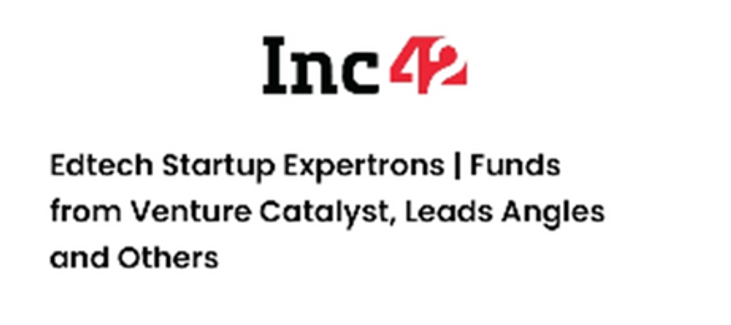 Inc42
Edtech Startup Expertrons | Funds
from Venture Catalyst, Leads Angles
and Others